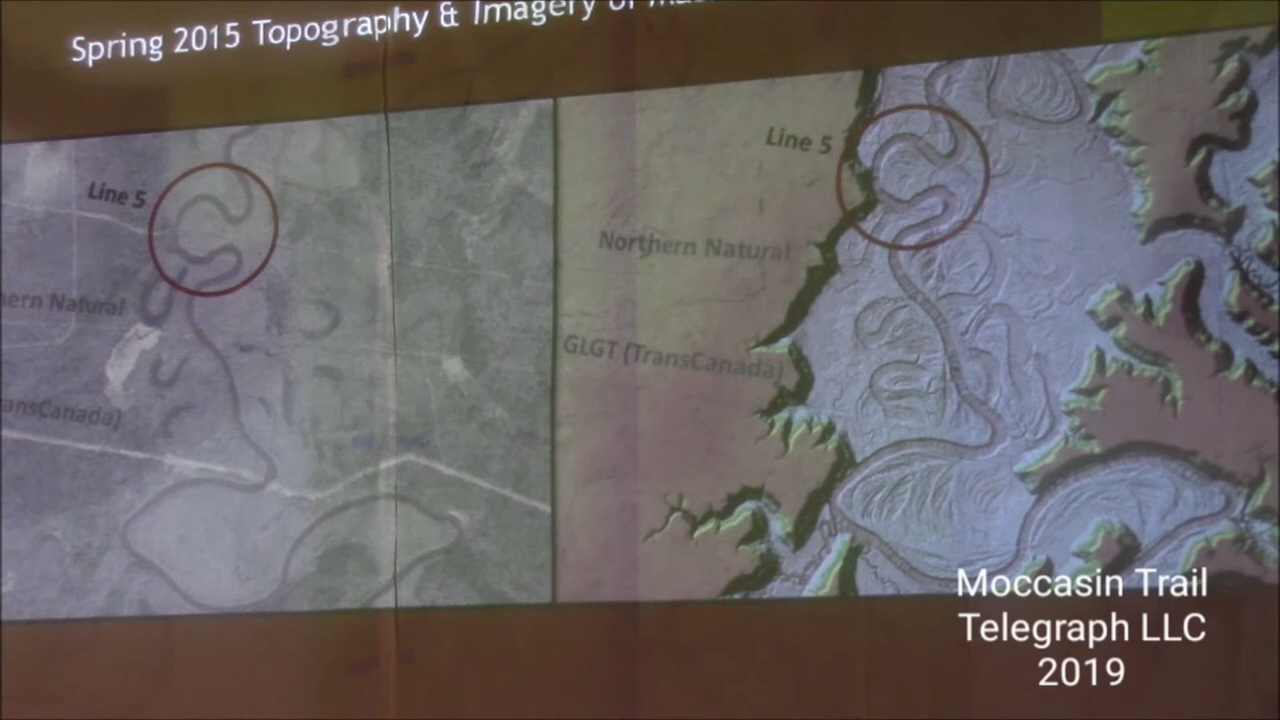 Spring 2015 Topography & Imagery of
Line 5
Line 5
Northern Natural
hern Natural
GLGT (TransCanada)
ansCanada)
Moccasin Trail
Telegraph LLC
2019